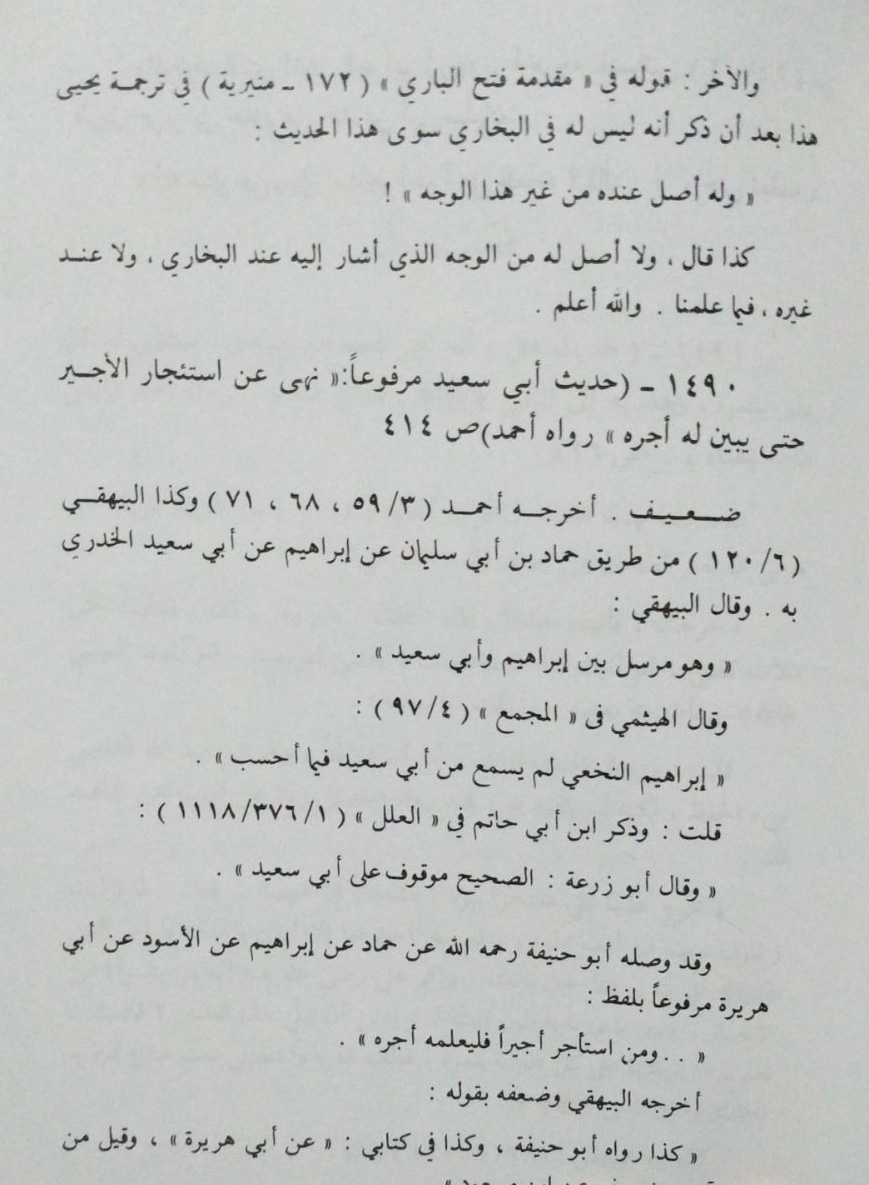 والآخر : قوله في « مقدمة فتح الباري » ( ١٧٢ ـ منيرية ) في ترجمة يحيى
هذا بعد أن ذكر أنه ليس له في البخاري سوى هذا الحديث :
« وله أصل عنده من غير هذا الوجه » !
كذا قال ، ولا أصل له من الوجه الذي أشار إليه عند البخاري ، ولا عند
غيره ، فيما علمنا . والله أعلم .
١٤٩٠ ـ (حديث أبي سعيد مرفوعاً:« نهى عن استئجار الأجير
حتى يبين له أجره » رواه أحمد)ص ٤١٤
ضعيف . أخرجه أحمد ( ٣/ ٥٩ ، ٦٨ ، ٧١ ) وكذا البيهقي
( ٦/ ١٢٠ ) من طريق حماد بن أبي سليمان عن إبراهيم عن أبي سعيد الخدري
به . وقال البيهقي :
« وهو مرسل بين إبراهيم وأبي سعيد » .
وقال الهيثمي فى « المجمع » ( ٤/ ٩٧ ) :
« إبراهيم النخعي لم يسمع من أبي سعيد فيما أحسب » .
قلت : وذكر ابن أبي حاتم في « العلل » ( ١/ ٣٧٦/ ١١١٨ ) :
« وقال أبو زرعة : الصحيح موقوف على أبي سعيد » .
وقد وصله أبو حنيفة رحمه الله عن حماد عن إبراهيم عن الأسود عن أبي
هريرة مرفوعاً بلفظ :
« . . ومن استأجر أجيراً فليعلمه أجره » .
أخرجه البيهقي وضعفه بقوله :
« كذا رواه أبو حنيفة ، وكذا في كتابي : « عن أبي هريرة » ، وقيل من